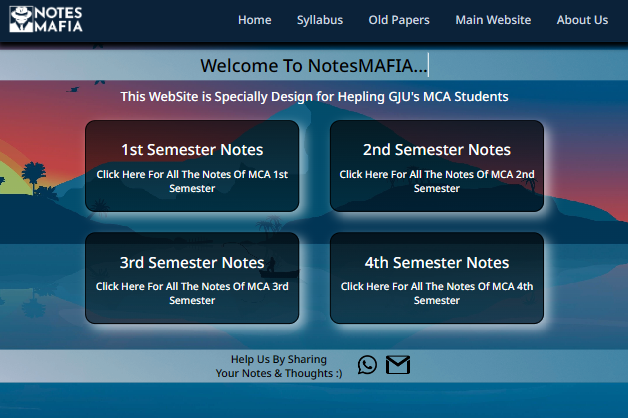 NOTES
MAFIA
Home Syllabus Old Papers Main Website About Us
Welcome To NotesMAFIA...
This WebSite is Specially Design for Hepling GJU's MCA Students
1st Semester Notes
Click Here For All The Notes Of MCA 1st
Semester
2nd Semester Notes
Click Here For All The Notes Of MCA 2nd
Semester
3rd Semester Notes
Click Here For All The Notes Of MCA 3rd
Semester
4th Semester Notes
Click Here For All The Notes Of MCA 4th
Semester
Help Us By Sharing
Your Notes & Thoughts :)